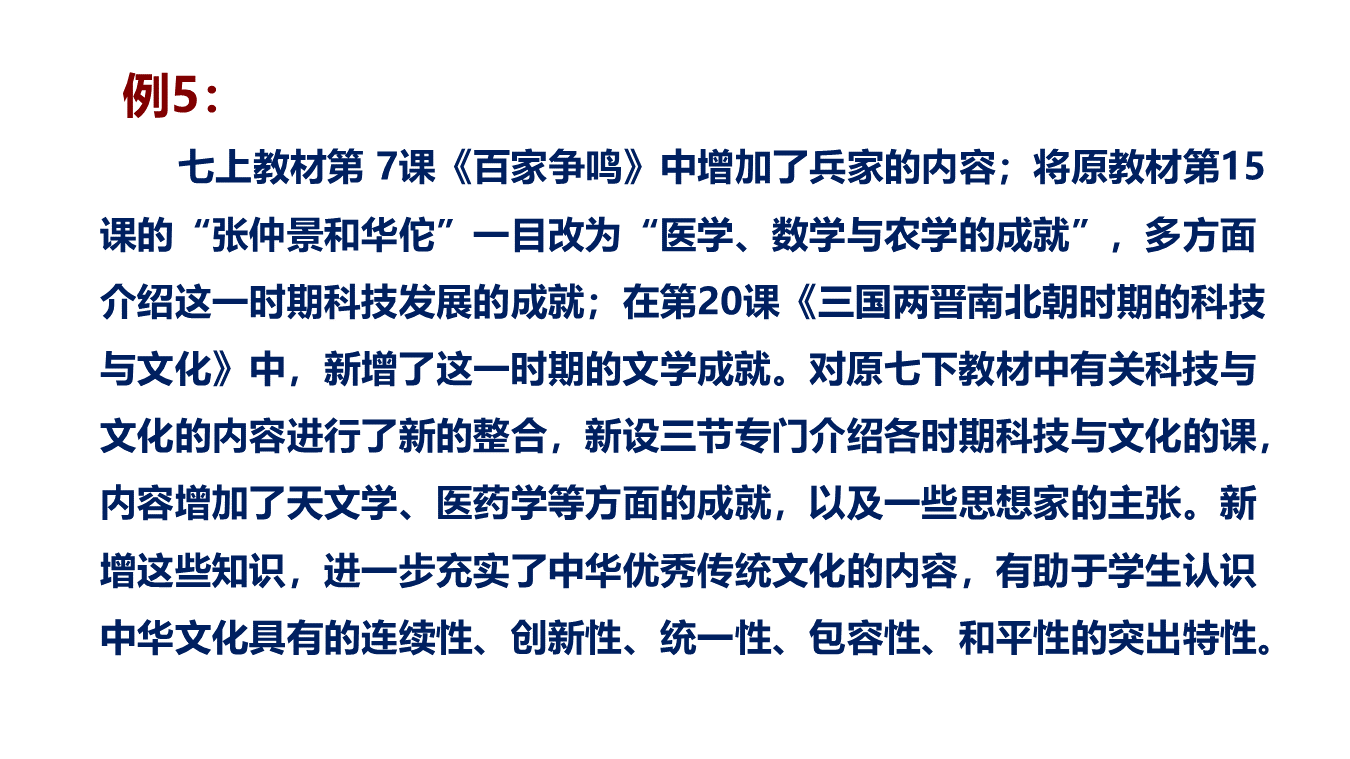 例5：
七上教材第 7课《百家争鸣》中增加了兵家的内容；将原教材第15
课的“张仲景和华佗”一目改为“医学、数学与农学的成就”，多方面
介绍这一时期科技发展的成就；在第20课《三国两晋南北朝时期的科技
与文化》中，新增了这一时期的文学成就。对原七下教材中有关科技与
文化的内容进行了新的整合，新设三节专门介绍各时期科技与文化的课，
内容增加了天文学、医药学等方面的成就，以及一些思想家的主张。新
增这些知识，进一步充实了中华优秀传统文化的内容，有助于学生认识
中华文化具有的连续性、创新性、统一性、包容性、和平性的突出特性。